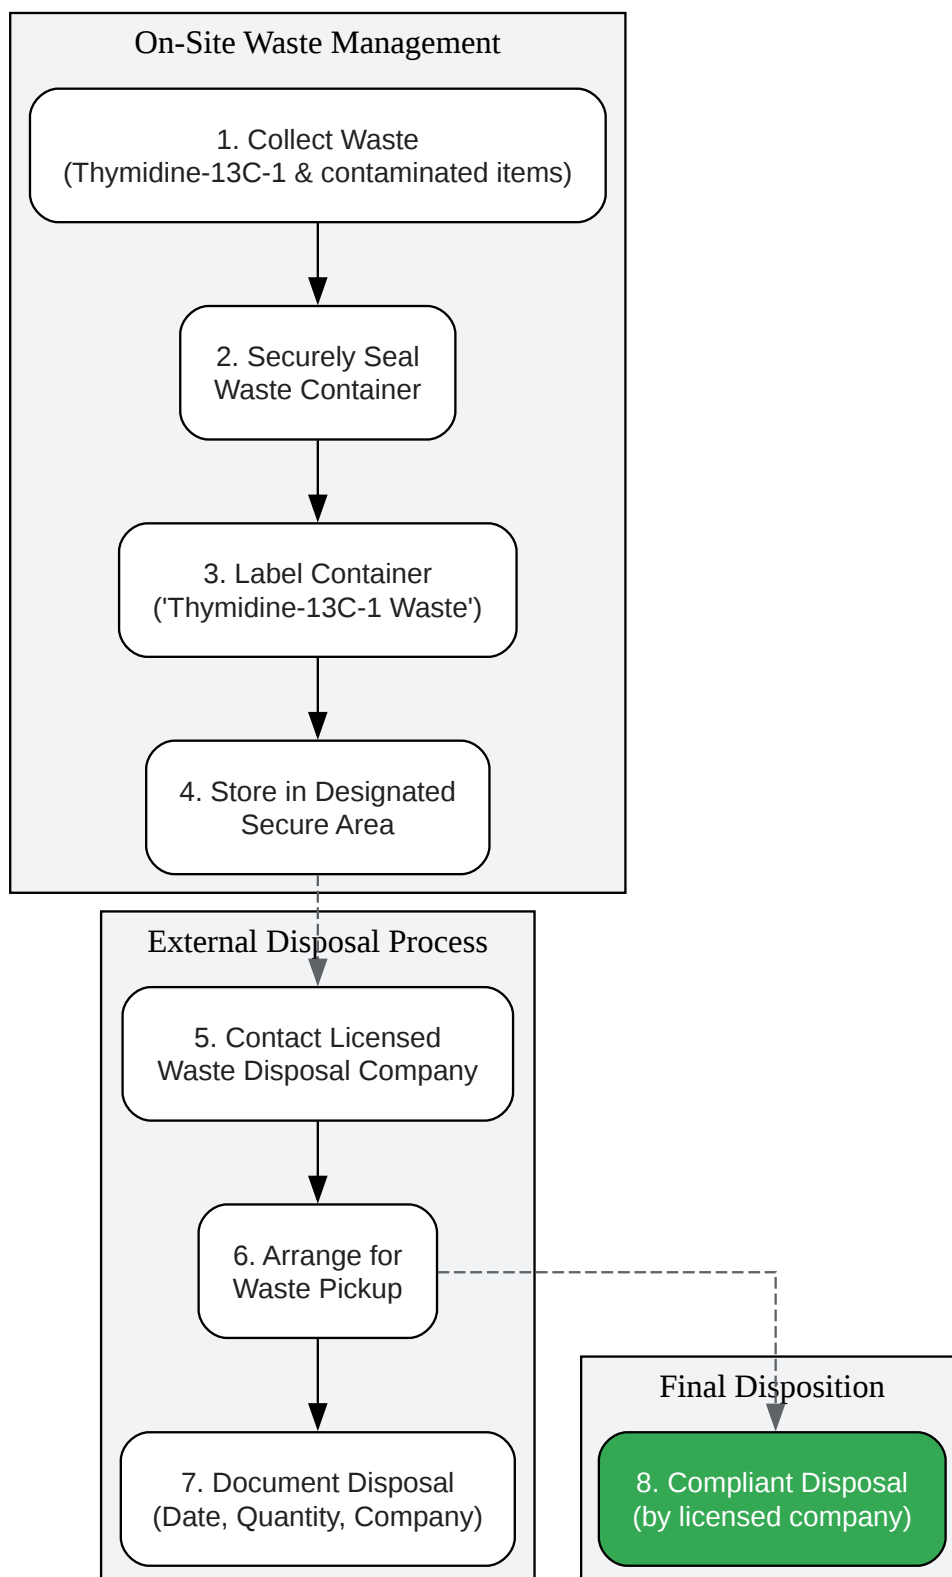 On-Site Waste Management
1. Collect Waste
(Thymidine-13C-1 & contaminated items)
2. Securely Seal
Waste Container
3. Label Container
('Thymidine-13C-1 Waste')
4. Store in Designated
Secure Area
External Disposal Process
5. Contact Licensed
Waste Disposal Company
6. Arrange for
Waste Pickup
7. Document Disposal
(Date, Quantity, Company)
Final Disposition
8. Compliant Disposal
(by licensed company)